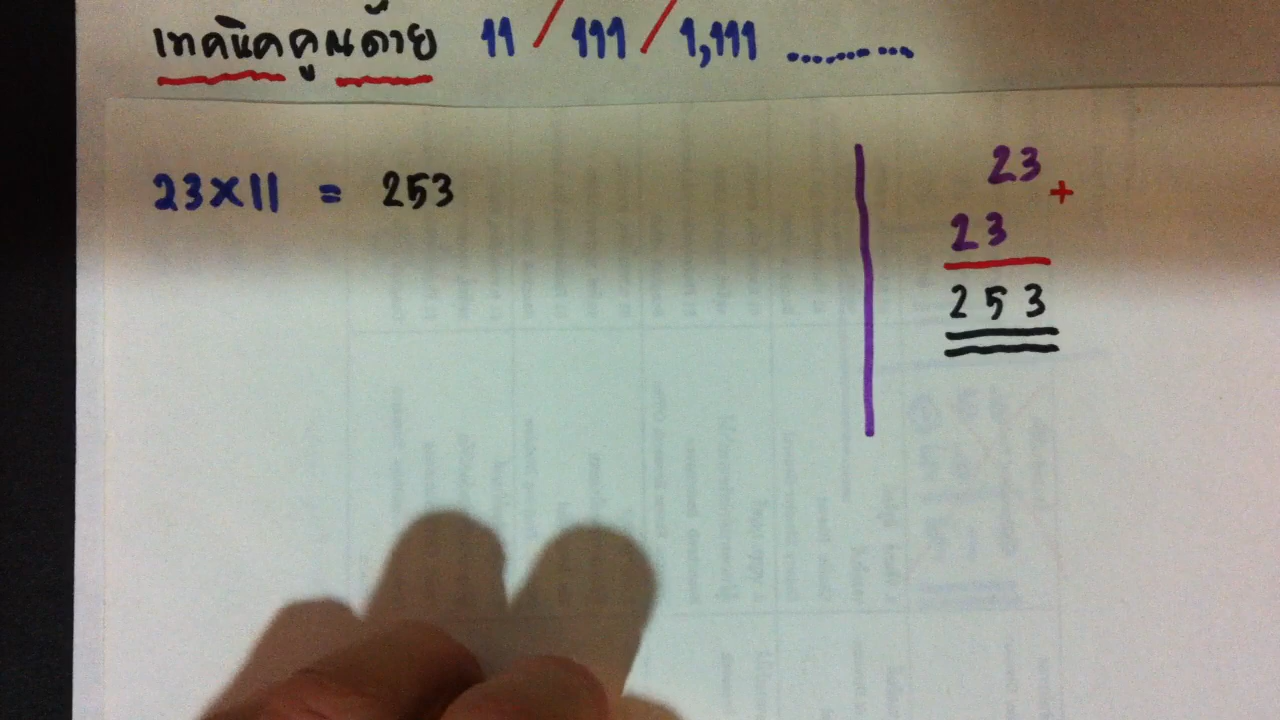 เทคนิคคูณด้วย 11 / 111 / 1,111 ..........
23×11 = 253
23
+
23
253